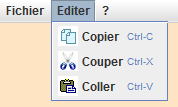 Fichier Editer ?
Copier Ctrl-C
Couper Ctrl-X
Coller Ctrl-V